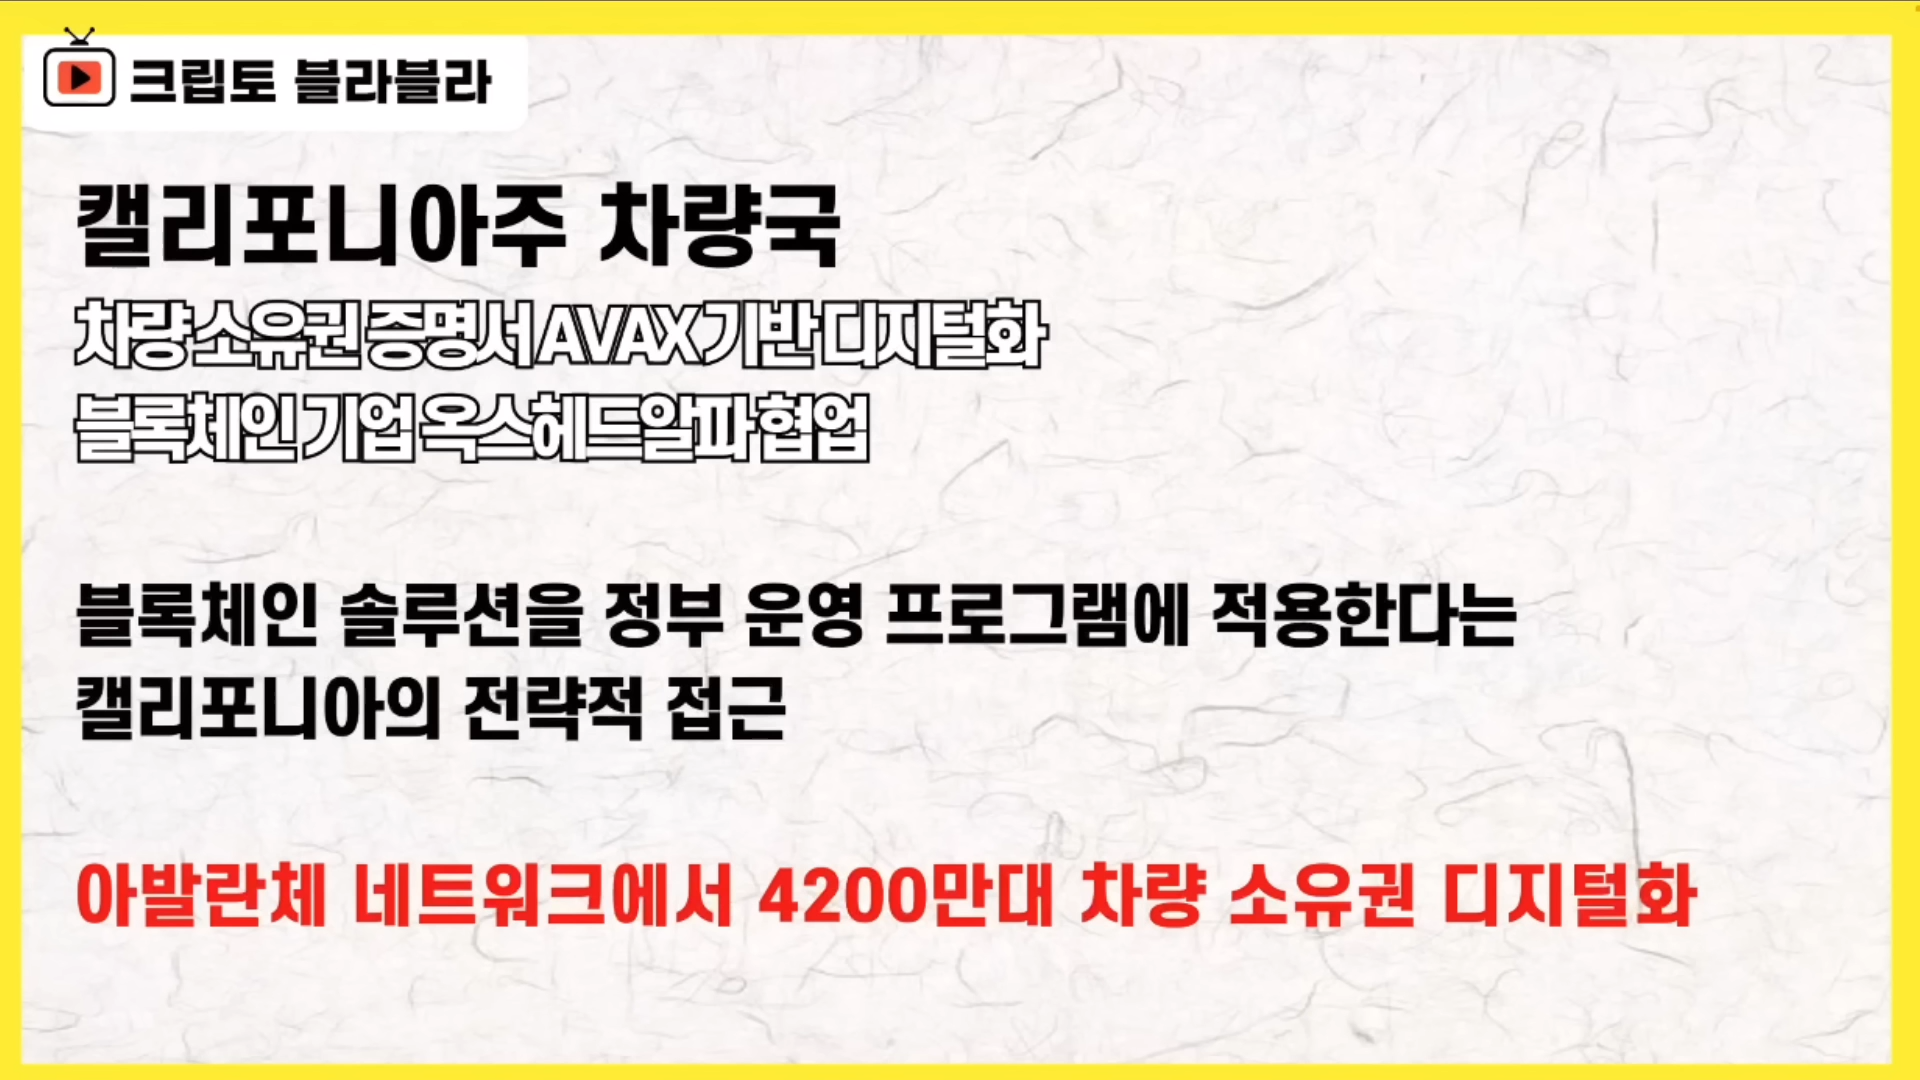 크립토 블라블라
캘리포니아주 차량국
차량 소유권 증명서 AVAX 기반 디지털화
블록체인 기업 옥스헤드알파 협업
블록체인 솔루션을 정부 운영 프로그램에 적용한다는
캘리포니아의 전략적 접근
아발란체 네트워크에서 4200만대 차량 소유권 디지털화